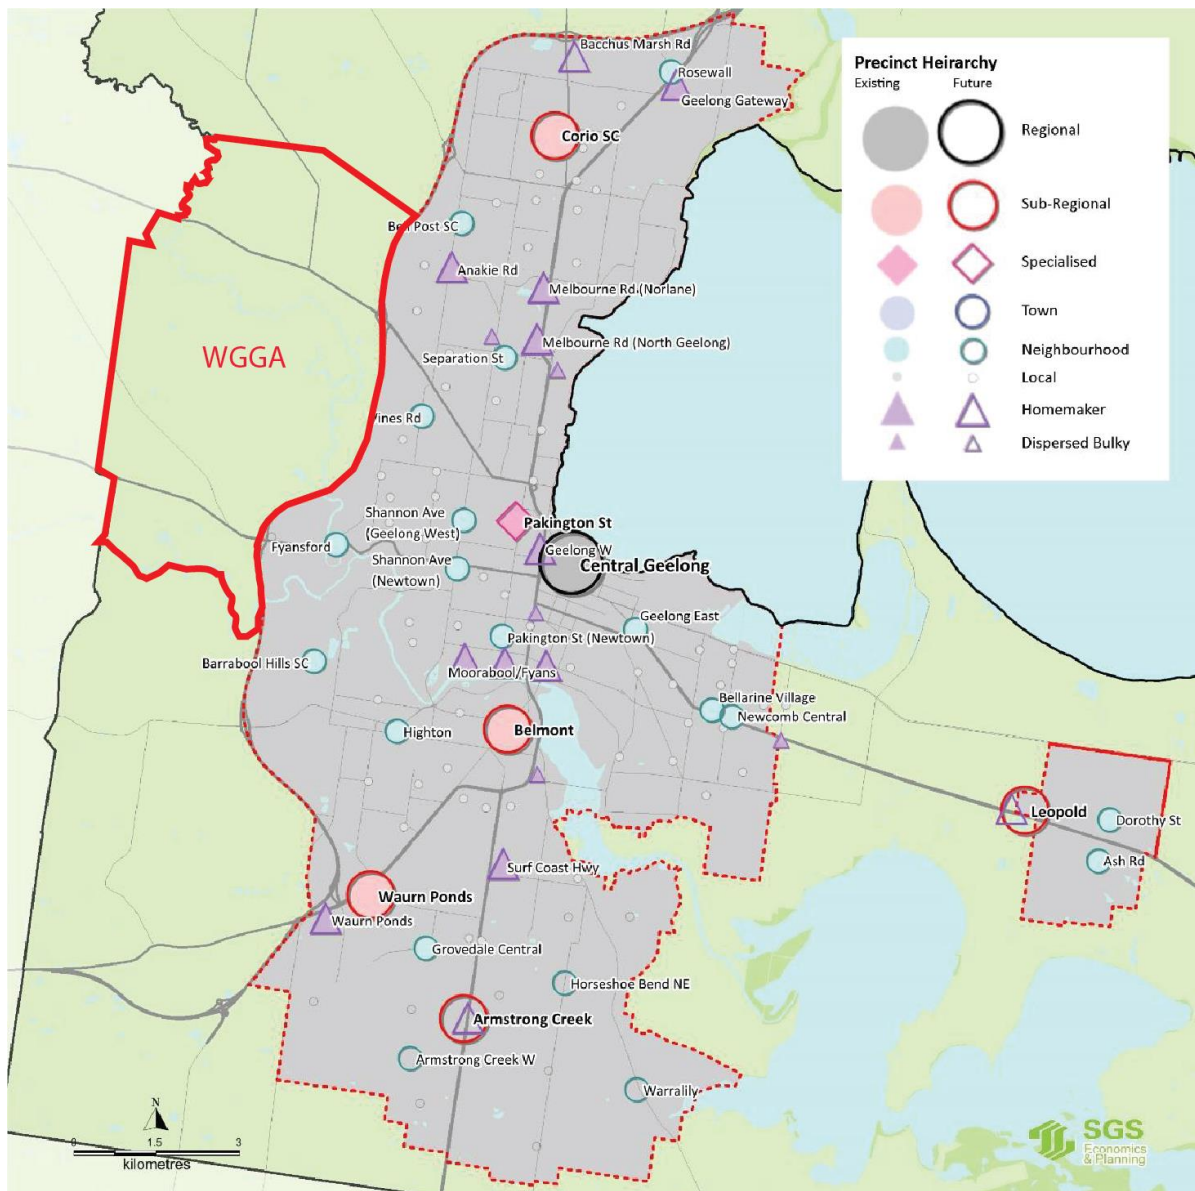 Bacchus Marsh Rd
Rosewall
Geelong Gateway
Corio SC
Bell Post SC
Anakie Rd
Melbourne Rd (Norlane)
WGGA
Separation St
Melbourne Rd (North Geelong)
Vines Rd
Shannon Ave
(Geelong West)
Pakington St
Fyansford
Geelong W
Central Geelong
Shannon Ave
(Newtown)
Geelong East
Pakington St (Newtown)
Barrabool Hills SC
Moorabool/Fyans
Bellarine Village
Newcomb Central
Highton
Belmont
Leopold
Dorothy St
Ash Rd
Surf Coast Hwy
Waurn Ponds
Waurn Ponds
Grovedale Central
Horseshoe Bend NE
Armstrong Creek
Armstrong Creek W
Warralily
Precinct Heirarchy
Existing Future
Regional
Sub-Regional
Specialised
Town
Neighbourhood
Local
Homemaker
Dispersed Bulky
N
0 1.5 3
kilometres
SGS
Economics
& Planning